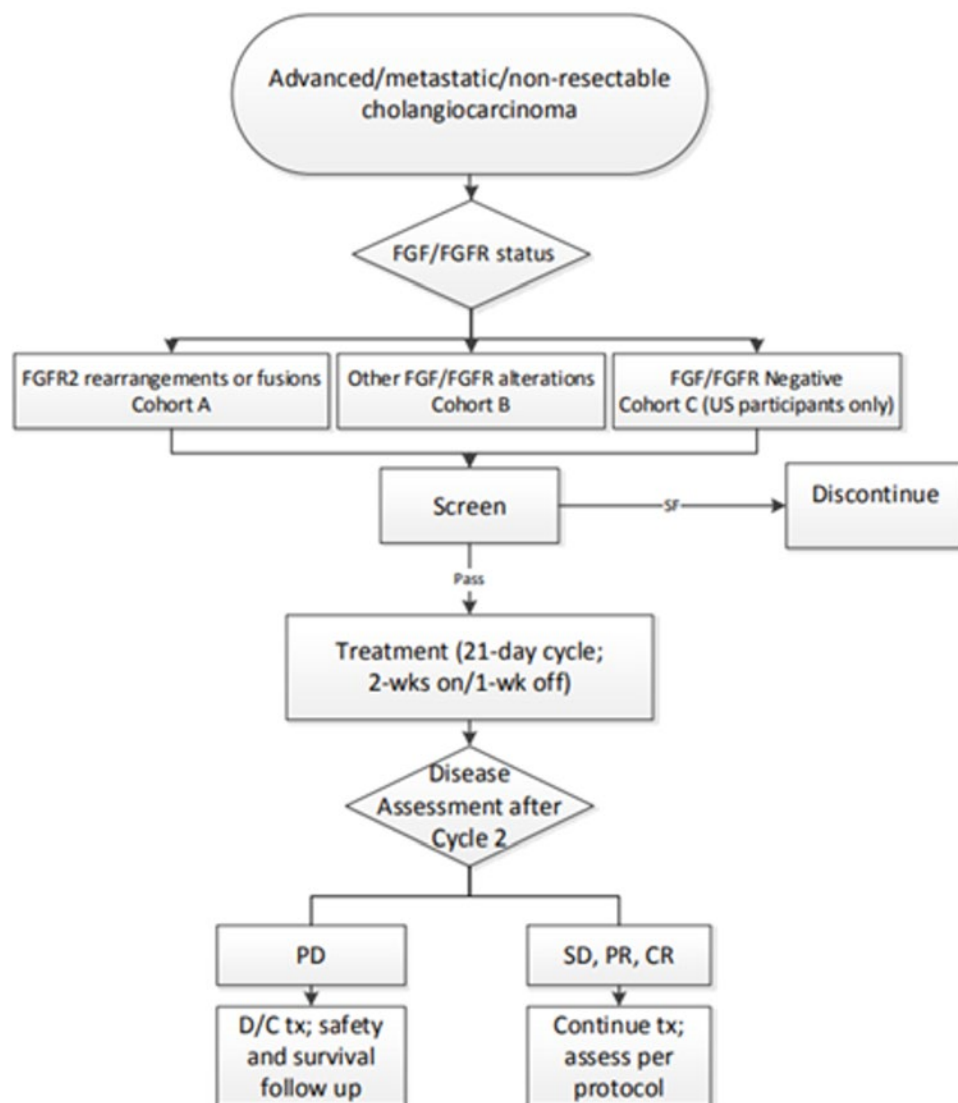 Advanced/metastatic/non-resectable
cholangiocarcinoma
FGF/FGFR status
FGFR2 rearrangements or fusions
Cohort A
Other FGF/FGFR alterations
Cohort B
FGF/FGFR Negative
Cohort C (US participants only)
Screen
SF
Discontinue
Pass
Treatment (21-day cycle;
2-wks on/1-wk off)
Disease
Assessment after
Cycle 2
PD
SD, PR, CR
D/C tx; safety
and survival
follow up
Continue tx;
assess per
protocol